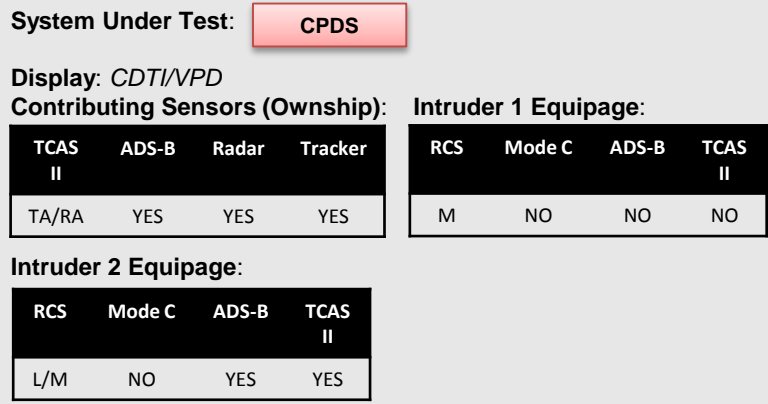 System Under Test: CPDS
Display: CDTI/VPD
Contributing Sensors (Ownship): Intruder 1 Equipage:
TCAS II ADS-B Radar Tracker
TA/RA YES YES YES
RCS Mode C ADS-B TCAS II
M NO NO NO
Intruder 2 Equipage:
RCS Mode C ADS-B TCAS II
L/M NO YES YES